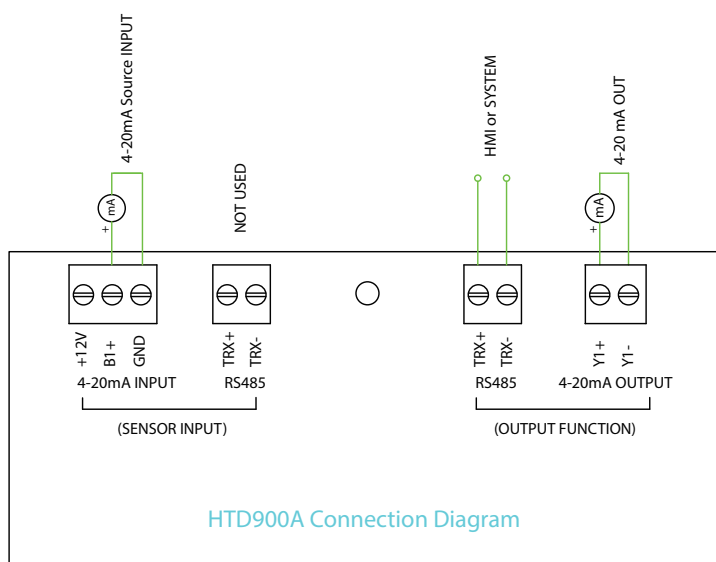 4-20mA Source INPUT
mA
+
NOT USED
HMI or SYSTEM
4-20 mA OUT
mA
+
+12V
B1+
GND
4-20mA INPUT
TRX+
TRX-
RS485
(SENSOR INPUT)
TRX+
TRX-
RS485
Y1+
Y1-
4-20mA OUTPUT
(OUTPUT FUNCTION)
HTD900A Connection Diagram